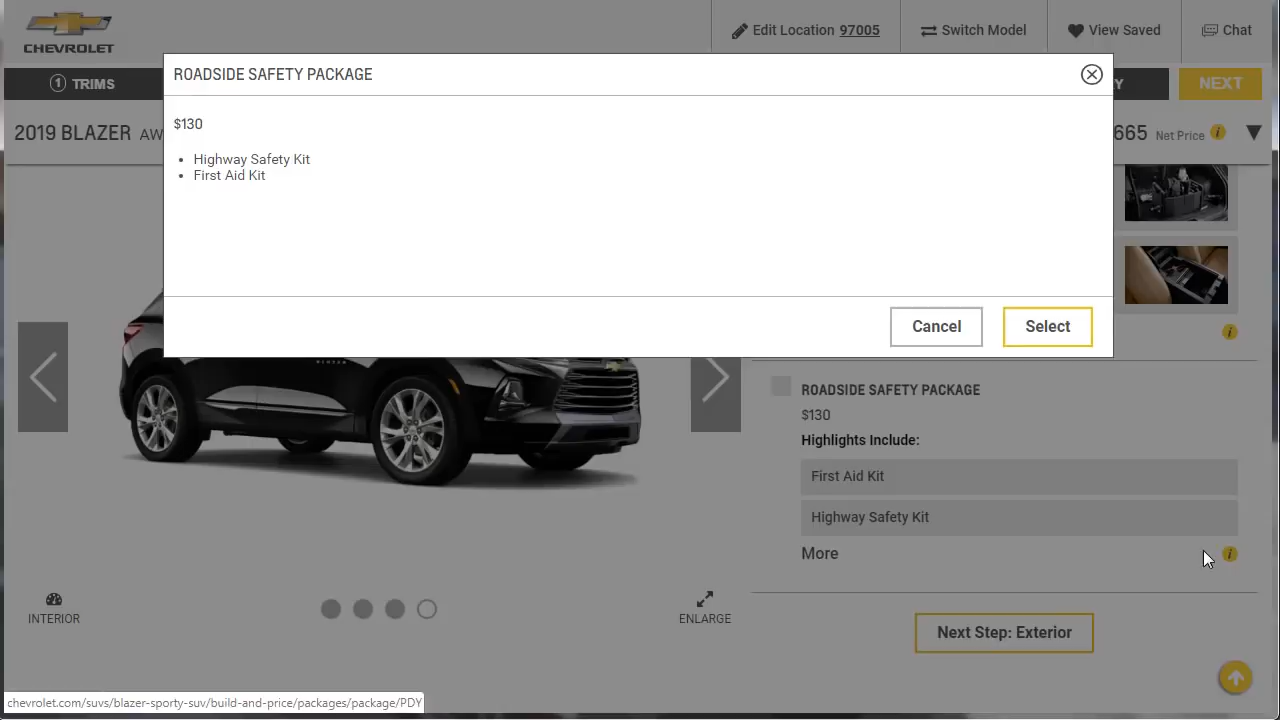 CHEVROLET
Edit Location 97005
Switch Model
View Saved
Chat
1 TRIMS
Y
NEXT
2019 BLAZER AW
665 Net Price i
ROADSIDE SAFETY PACKAGE
$130
• Highway Safety Kit
• First Aid Kit
Cancel
Select
i
ROADSIDE SAFETY PACKAGE
$130
Highlights Include:
First Aid Kit
Highway Safety Kit
More i
INTERIOR
ENLARGE
Next Step: Exterior
chevrolet.com/suvs/blazer-sporty-suv/build-and-price/packages/package/PDY